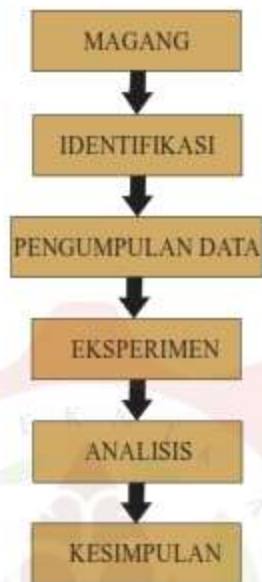 MAGANG
IDENTIFIKASI
PENGUMPULAN DATA
EKSPERIMEN
ANALISIS
KESIMPULAN